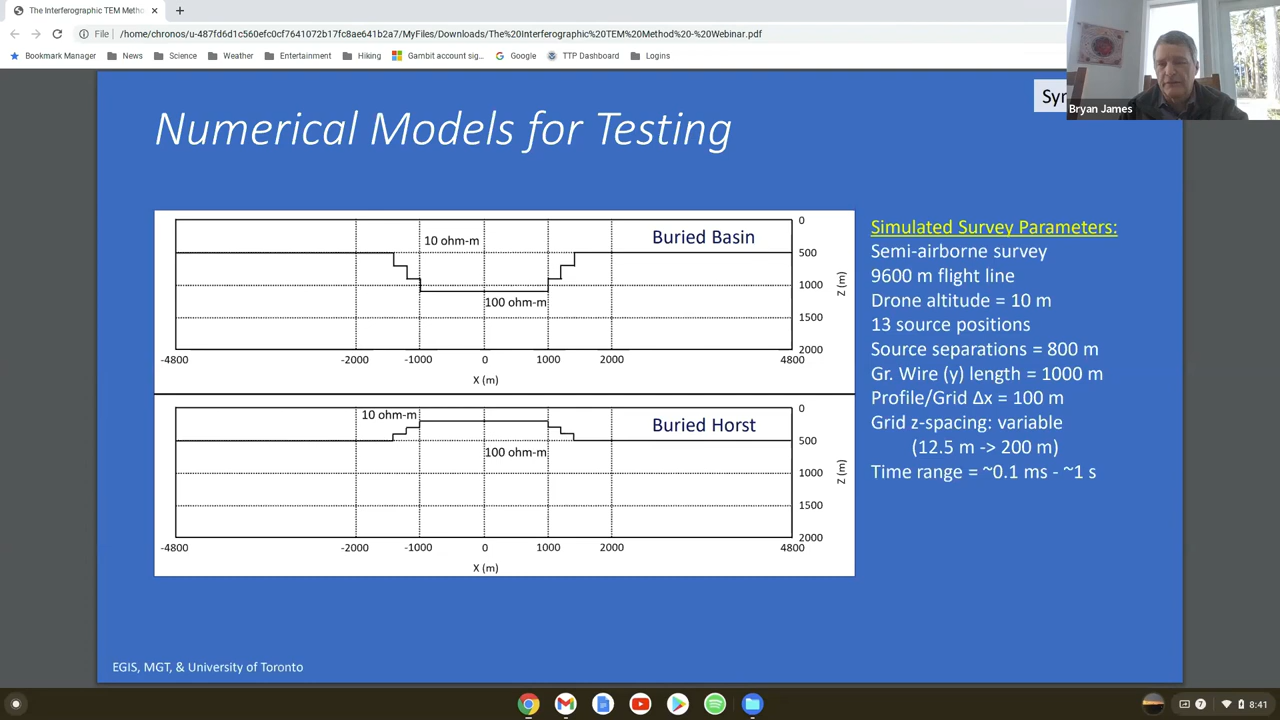 The Interferographic TEM Metho
File
/home/chronos/u-487fd6d1c560efc0cf7641072b17fc8ae641b2a7/MyFiles/Downloads/The%20Interferographic%20TEM%20Method%20-%20Webinar.pdf
Bookmark Manager
News
Science
Weather
Entertainment
Hiking
Gambit account sig...
Google
TTP Dashboard
Logins
Syn
Bryan James
Numerical Models for Testing
0
10 ohm-m
Buried Basin
500
1000
100 ohm-m
1500
2000
Z (m)
-4800
-2000
-1000
0
1000
2000
4800
X (m)
0
10 ohm-m
Buried Horst
500
100 ohm-m
1000
1500
2000
Z (m)
-4800
-2000
-1000
0
1000
2000
4800
X (m)
Simulated Survey Parameters:
Semi-airborne survey
9600 m flight line
Drone altitude = 10 m
13 source positions
Source separations = 800 m
Gr. Wire (y) length = 1000 m
Profile/Grid Δx = 100 m
Grid z-spacing: variable
(12.5 m -> 200 m)
Time range = ~0.1 ms - ~1 s
EGIS, MGT, & University of Toronto
7
8:41